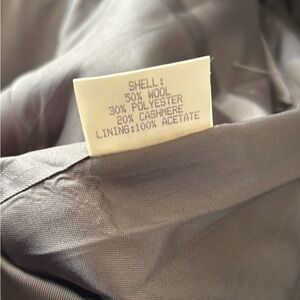 SHELL:
50% WOOL
30% POLYESTER
20% CASHMERE
LINING:100% ACETATE